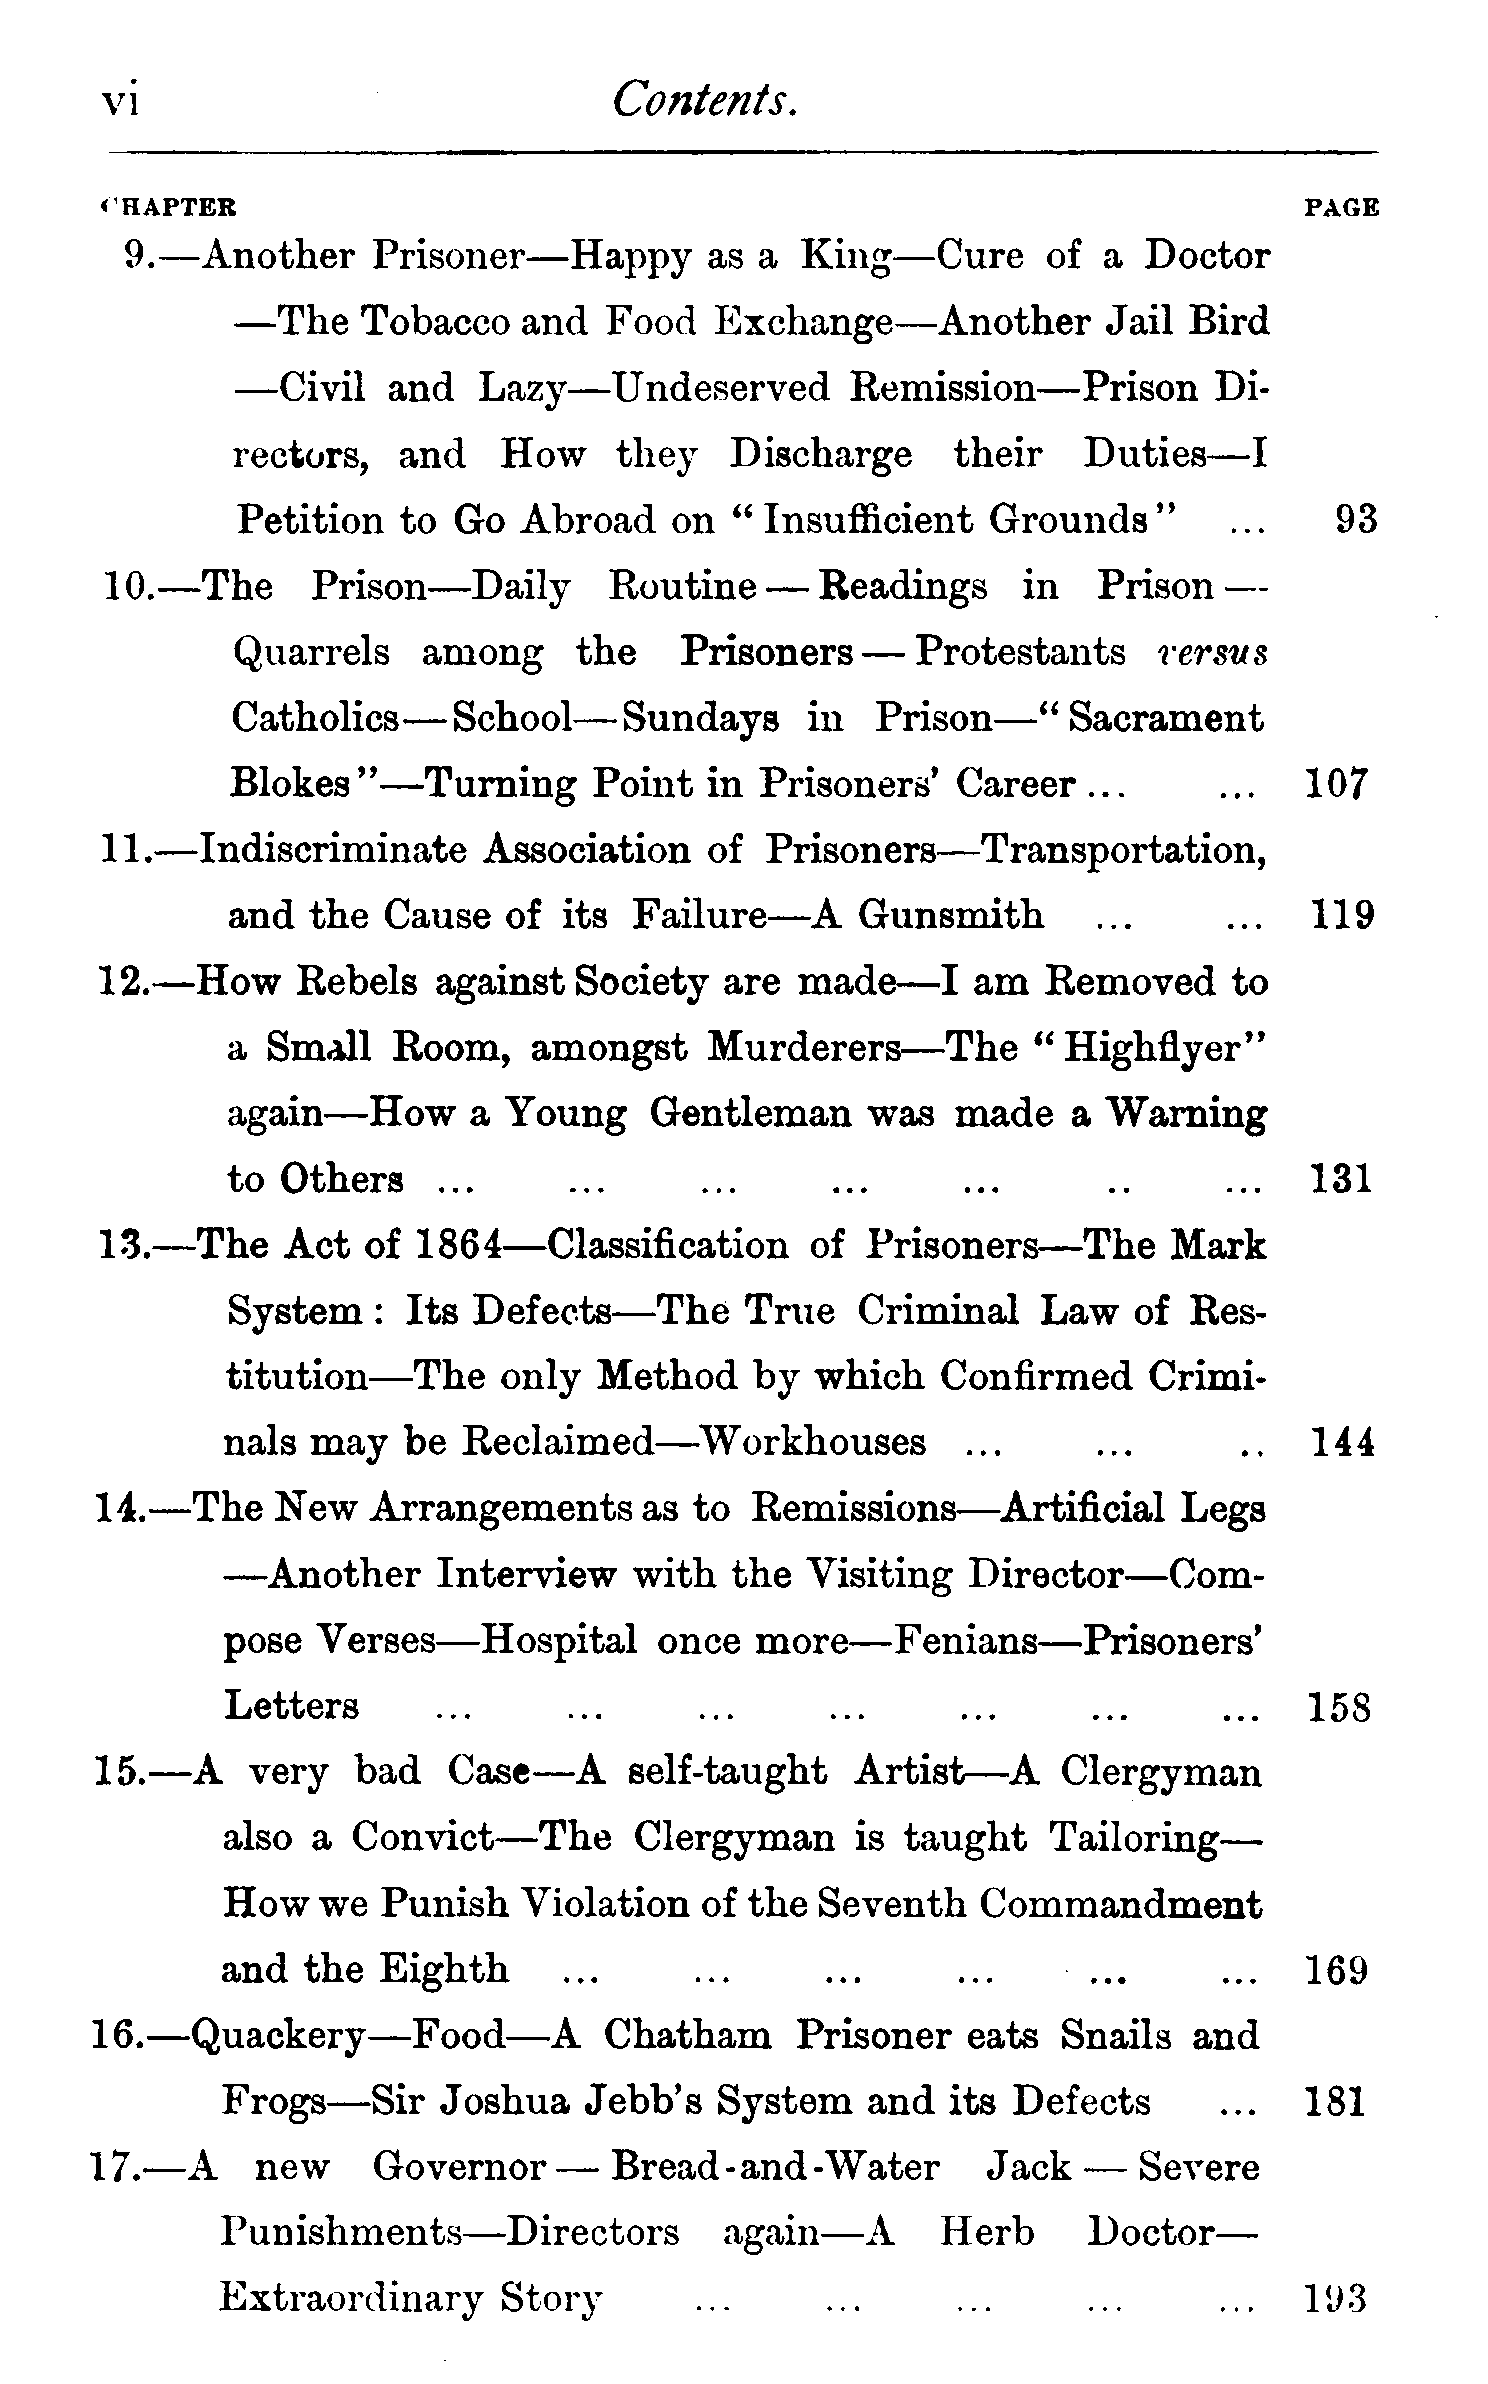 vi Contents.
CHAPTER PAGE
9.—Another Prisoner—Happy as a King—Cure of a Doctor
—The Tobacco and Food Exchange—Another Jail Bird
—Civil and Lazy—Undeserved Remission—Prison Di-
rectors, and How they Discharge their Duties—I
Petition to Go Abroad on “Insufficient Grounds” ... 93
10.—The Prison—Daily Routine—Readings in Prison—
Quarrels among the Prisoners—Protestants versus
Catholics—School—Sundays in Prison—“Sacrament
Blokes”—Turning Point in Prisoners’ Career ... ... 107
11.—Indiscriminate Association of Prisoners—Transportation,
and the Cause of its Failure—A Gunsmith ... ... 119
12.—How Rebels against Society are made—I am Removed to
a Small Room, amongst Murderers—The “Highflyer”
again—How a Young Gentleman was made a Warning
to Others ... ... ... ... ... .. ... 131
13.—The Act of 1864—Classification of Prisoners—The Mark
System : Its Defects—The True Criminal Law of Res-
titution—The only Method by which Confirmed Crimi-
nals may be Reclaimed—Workhouses ... ... .. 144
14.—The New Arrangements as to Remissions—Artificial Legs
—Another Interview with the Visiting Director—Com-
pose Verses—Hospital once more—Fenians—Prisoners’
Letters ... ... ... ... ... ... ... 158
15.—A very bad Case—A self-taught Artist—A Clergyman
also a Convict—The Clergyman is taught Tailoring—
How we Punish Violation of the Seventh Commandment
and the Eighth ... ... ... ... ... ... 169
16.—Quackery—Food—A Chatham Prisoner eats Snails and
Frogs—Sir Joshua Jebb’s System and its Defects ... 181
17.—A new Governor—Bread-and-Water Jack—Severe
Punishments—Directors again—A Herb Doctor—
Extraordinary Story ... ... ... ... ... 193